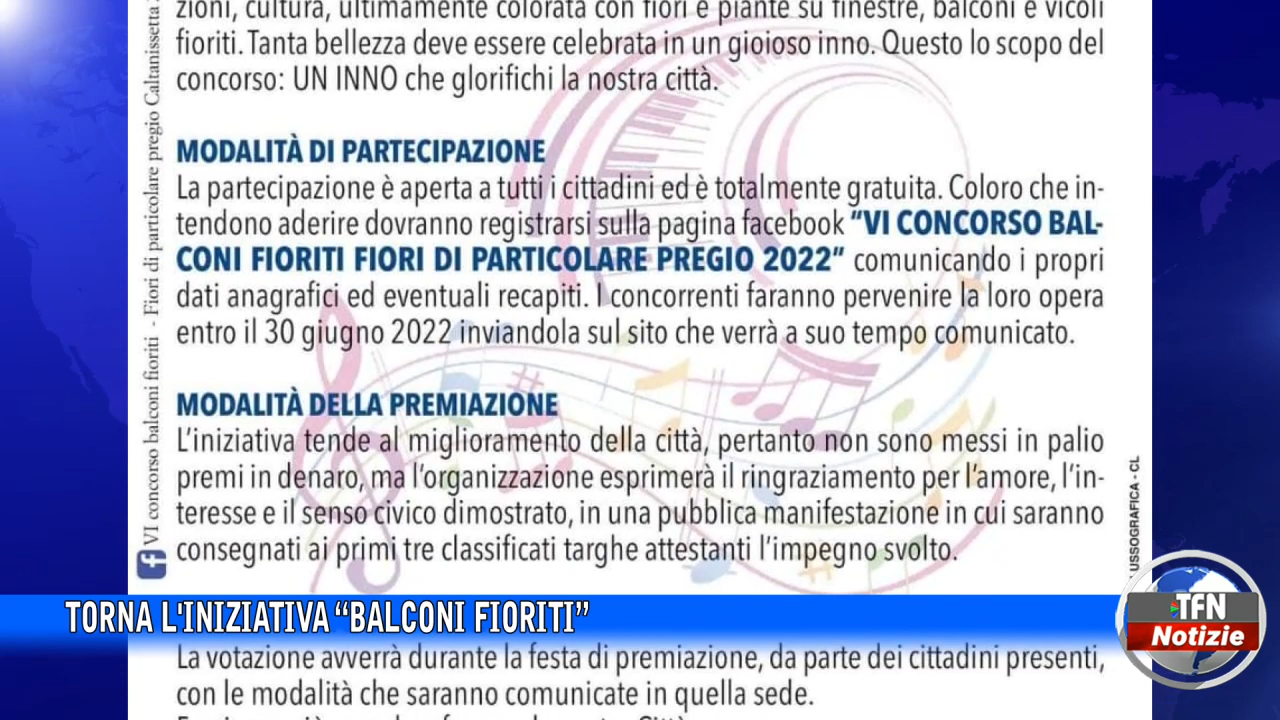 zioni, cultura, ultimamente colorata con fiori e piante su finestre, balconi e vicoli
fioriti. Tanta bellezza deve essere celebrata in un gioioso inno. Questo lo scopo del
concorso: UN INNO che glorifichi la nostra città.
MODALITÀ DI PARTECIPAZIONE
La partecipazione è aperta a tutti i cittadini ed è totalmente gratuita. Coloro che in-
tendono aderire dovranno registrarsi sulla pagina facebook “VI CONCORSO BAL-
CONI FIORITI FIORI DI PARTICOLARE PREGIO 2022” comunicando i propri
dati anagrafici ed eventuali recapiti. I concorrenti faranno pervenire la loro opera
entro il 30 giugno 2022 inviandola sul sito che verrà a suo tempo comunicato.
MODALITÀ DELLA PREMIAZIONE
L’iniziativa tende al miglioramento della città, pertanto non sono messi in palio
premi in denaro, ma l’organizzazione esprimerà il ringraziamento per l’amore, l’in-
teresse e il senso civico dimostrato, in una pubblica manifestazione in cui saranno
consegnati ai primi tre classificati targhe attestanti l’impegno svolto.
VI concorso balconi fioriti - Fiori di particolare pregio Caltanissetta
USSOGRAFICA - CL
TORNA L'INIZIATIVA “BALCONI FIORITI”
TFN
Notizie
La votazione avverrà durante la festa di premiazione, da parte dei cittadini presenti,
con le modalità che saranno comunicate in quella sede.